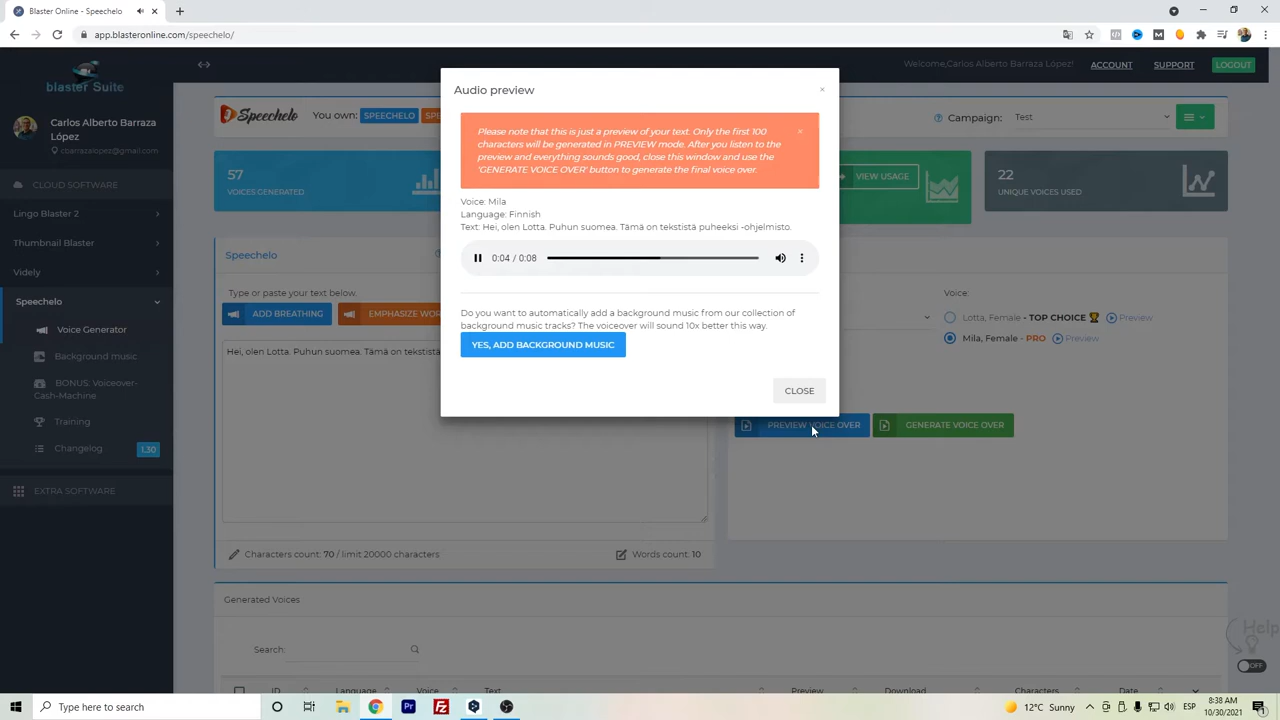 Blaster Online - Speechelo
app.blasteronline.com/speechelo/
blaster Suite
Welcome,Carlos Alberto Barraza López!
ACCOUNT
SUPPORT
LOGOUT
Carlos Alberto Barraza
López
cbarrazalopez@gmail.com
CLOUD SOFTWARE
Lingo Blaster 2
Thumbnail Blaster
Videly
Speechelo
Voice Generator
Background music
BONUS: Voiceover-
Cash-Machine
Training
Changelog
1.30
EXTRA SOFTWARE
Speechelo
You own:
SPEECHELO
Campaign:
Test
57
VOICES GENERATED
VIEW USAGE
22
UNIQUE VOICES USED
Speechelo
Type or paste your text below.
ADD BREATHING
EMPHASIZE WOR
Hei, olen Lotta. Puhun suomea. Tämä on tekstistä
Characters count: 70 / limit 20000 characters
Words count: 10
Audio preview
Please note that this is just a preview of your text. Only the first 100
characters will be generated in PREVIEW mode. After you listen to the
preview and everything sounds good, close this window and use the
'GENERATE VOICE OVER' button to generate the final voice over.
Voice: Mila
Language: Finnish
Text: Hei, olen Lotta. Puhun suomea. Tämä on tekstistä puheeksi -ohjelmisto.
0:04 / 0:08
Do you want to automatically add a background music from our collection of
background music tracks? The voiceover will sound 10x better this way.
YES, ADD BACKGROUND MUSIC
CLOSE
Voice:
Lotta, Female - TOP CHOICE
Preview
Mila, Female - PRO
Preview
PREVIEW VOICE OVER
GENERATE VOICE OVER
Generated Voices
Search:
ID
Language
Voice
Text
Preview
Download
Characters
Date
Help
OFF
Type here to search
Pr
12°C Sunny
ESP
8:38 AM
10/30/2021